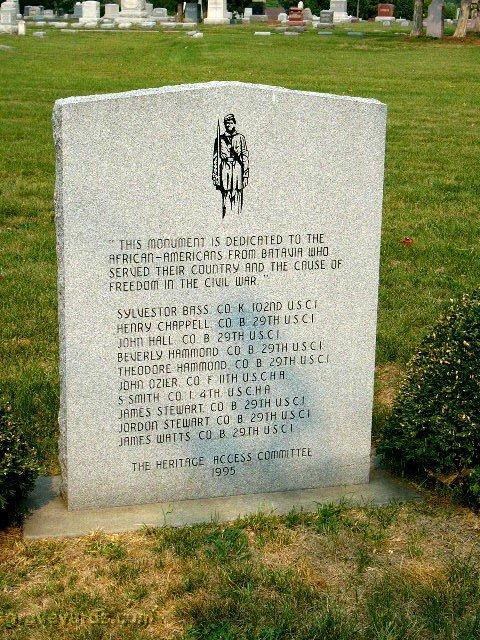 " THIS MONUMENT IS DEDICATED TO THE
AFRICAN-AMERICANS FROM BATAVIA WHO
SERVED THEIR COUNTRY AND THE CAUSE OF
FREEDOM IN THE CIVIL WAR. "
SYLVESTOR BASS. CO. K. 102ND U.S.C.I.
HENRY CHAPPELL. CO. B. 29TH U.S.C.I.
JOHN HALL. CO. B. 29TH U.S.C.I.
BEVERLY HAMMOND. CO. B. 29TH U.S.C.I.
THEODORE HAMMOND. CO. B. 29TH U.S.C.I.
JOHN OZIER. CO. F. 11TH U.S.C.H.A.
S. SMITH. CO. I. 4TH. U.S.C.H.A.
JAMES STEWART. CO. B. 29TH U.S.C.I.
JORDON STEWART. CO. B. 29TH U.S.C.I.
JAMES WATTS. CO. B. 29TH U.S.C.I.
THE HERITAGE ACCESS COMMITTEE
1995
graveyards.com